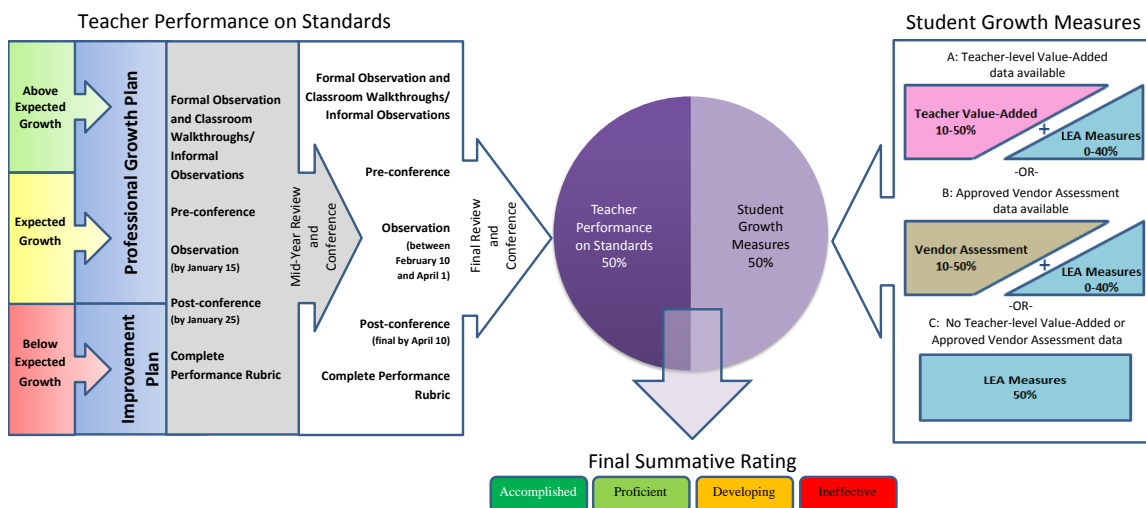 Teacher Performance on Standards
Above
Expected
Growth
Expected
Growth
Below
Expected
Growth
Professional Growth Plan
Improvement
Plan
Formal Observation
and Classroom
Walkthroughs/
Informal
Observations
Pre-conference
Observation
(by January 15)
Post-conference
(by January 25)
Complete
Performance Rubric
Mid-Year Review
and
Conference
Formal Observation and
Classroom Walkthroughs/
Informal Observations
Pre-conference
Observation
(between
February 10
and April 1)
Post-conference
(final by April 10)
Complete Performance
Rubric
Final Review
and
Conference
Teacher
Performance
on Standards
50%
Student
Growth
Measures
50%
Student Growth Measures
A: Teacher-level Value-Added
data available
Teacher Value-Added
10-50%
+
LEA Measures
0-40%
-OR-
B: Approved Vendor Assessment
data available
Vendor Assessment
10-50%
+
LEA Measures
0-40%
-OR-
C: No Teacher-level Value-Added or
Approved Vendor Assessment data
LEA Measures
50%
Final Summative Rating
Accomplished
Proficient
Developing
Ineffective